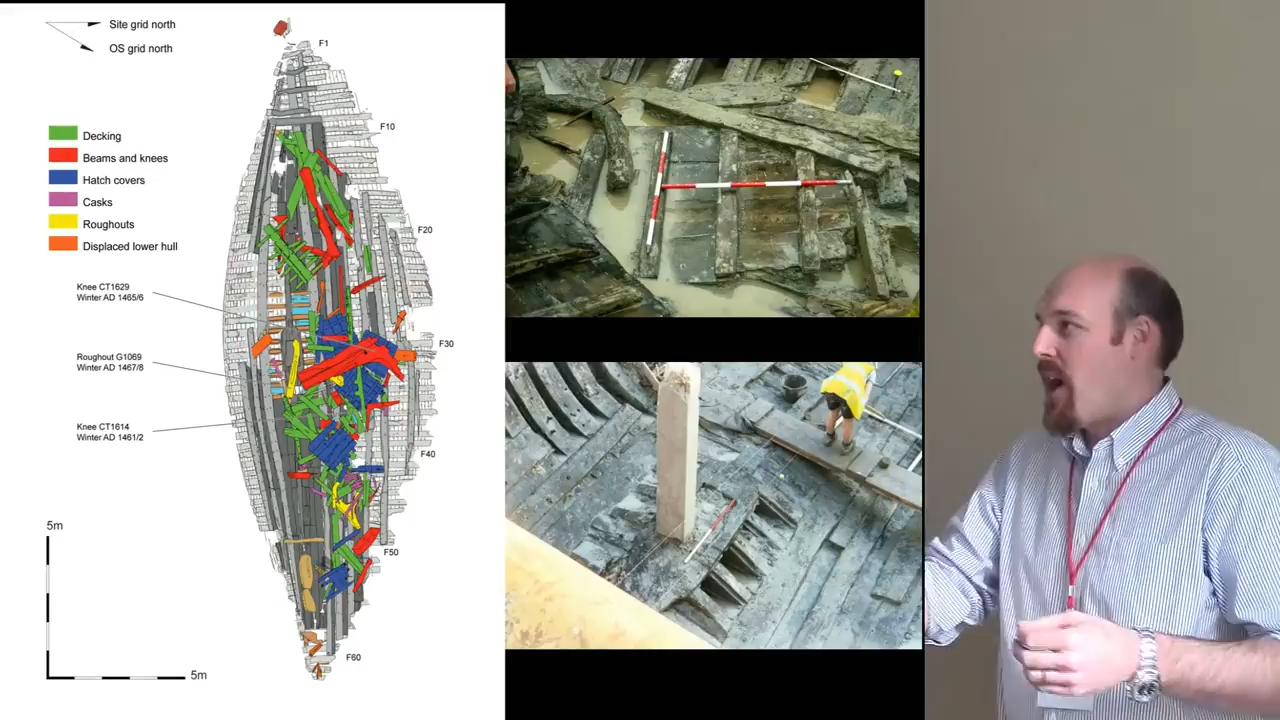 Site grid north
OS grid north
F1
F10
F20
F30
F40
F50
F60
Decking
Beams and knees
Hatch covers
Casks
Roughouts
Displaced lower hull
Knee CT1629
Winter AD 1465/6
Roughout G1069
Winter AD 1467/8
Knee CT1614
Winter AD 1461/2
5m
5m